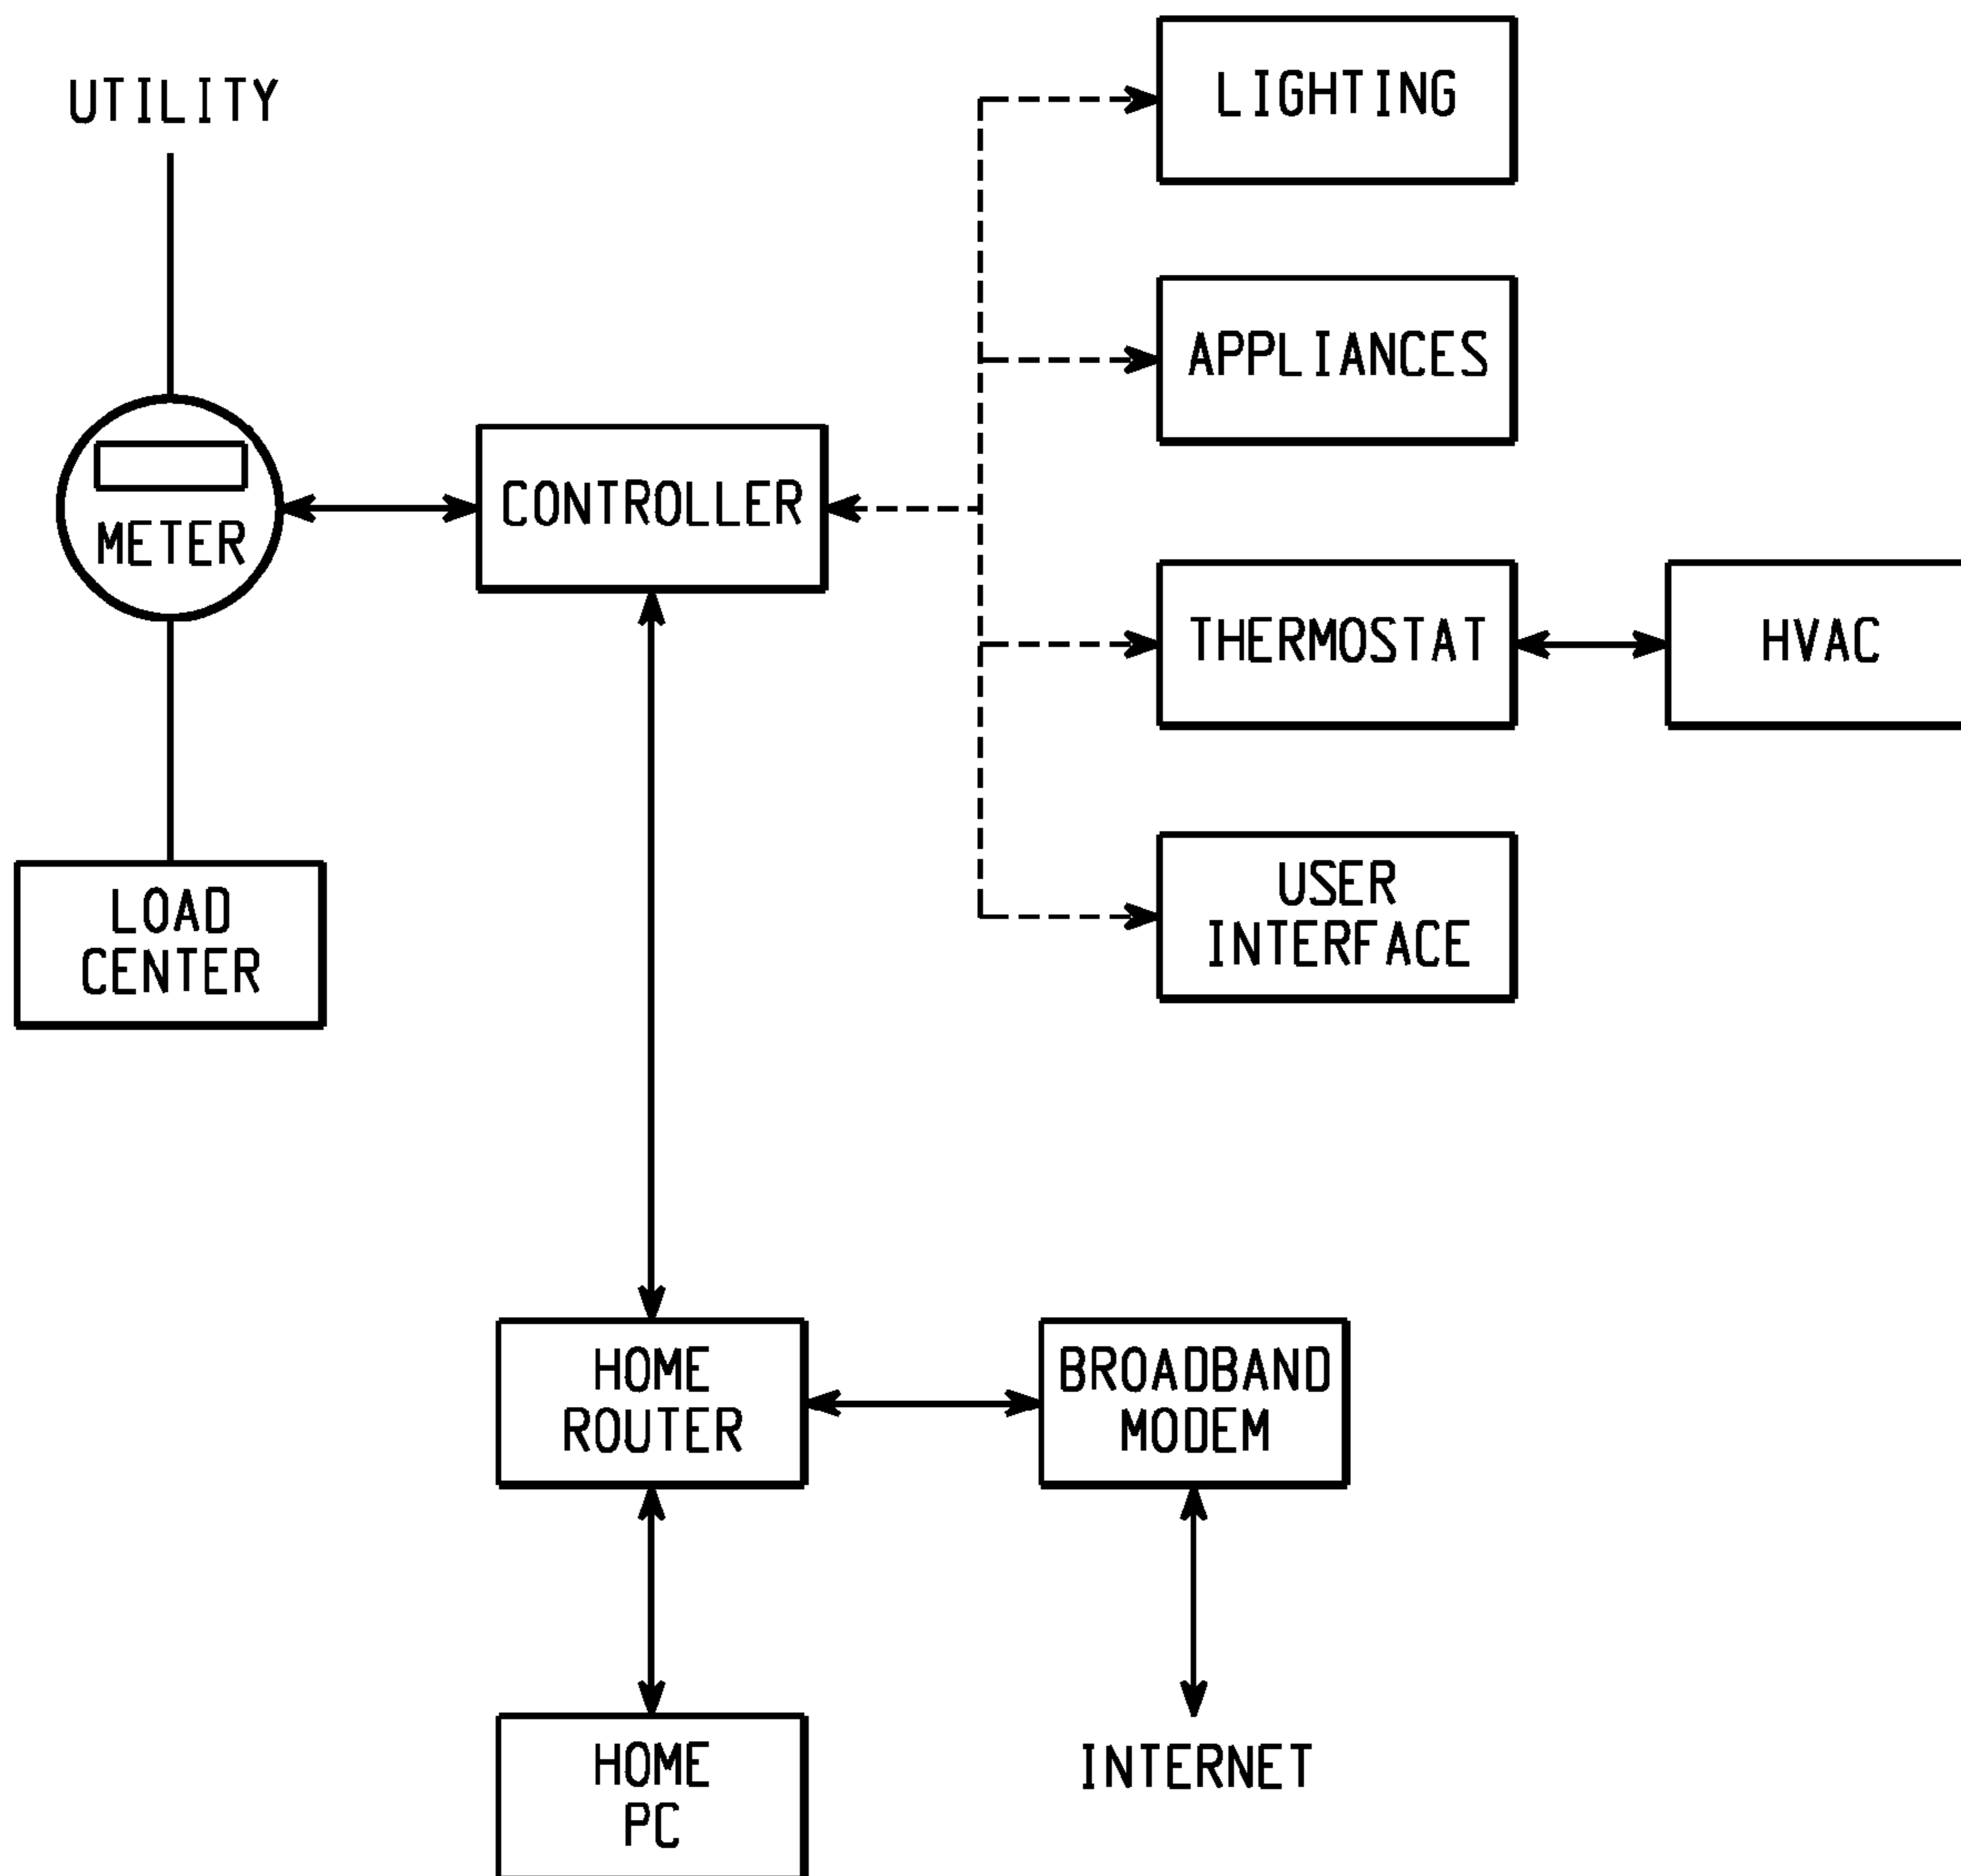 UTILITY
LIGHTING
APPLIANCES
METER
CONTROLLER
THERMOSTAT
HVAC
LOAD
CENTER
USER
INTERFACE
HOME
ROUTER
BROADBAND
MODEM
HOME
PC
INTERNET